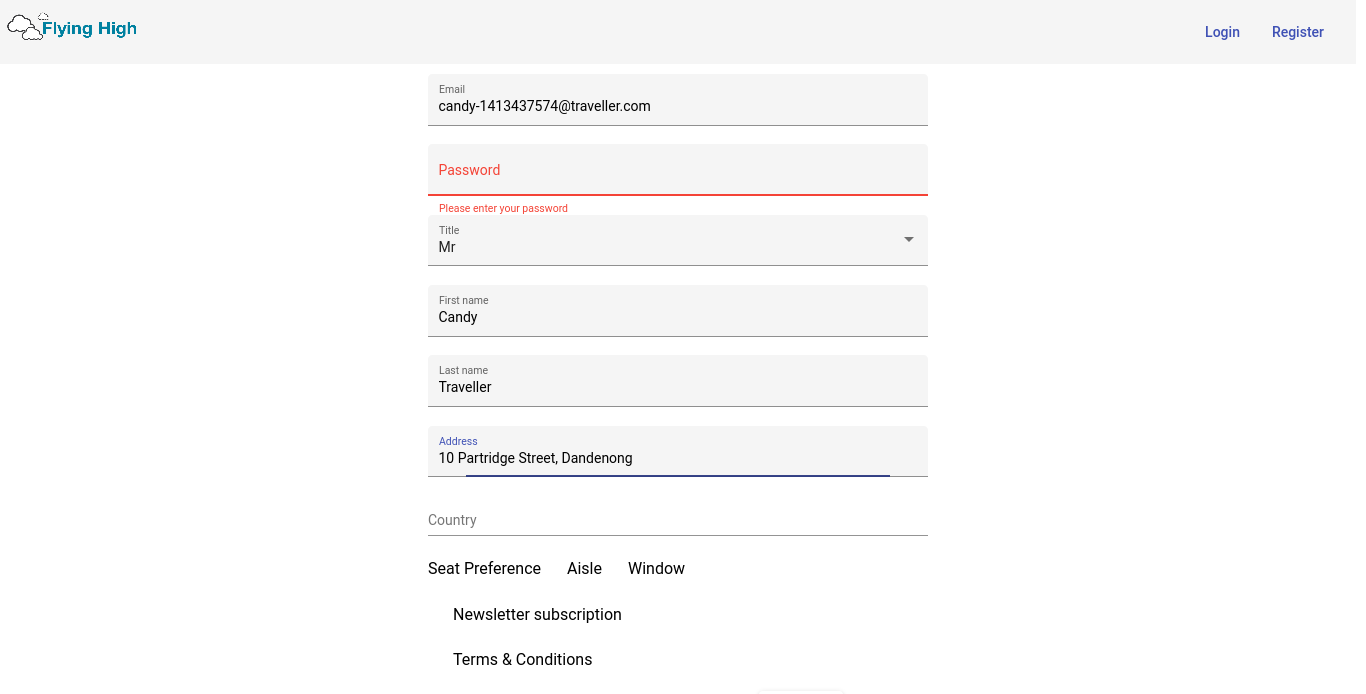 Flying High
Login Register
Email
candy-1413437574@traveller.com
Password
Please enter your password
Title
Mr
First name
Candy
Last name
Traveller
Address
10 Partridge Street, Dandenong
Country
Seat Preference Aisle Window
Newsletter subscription
Terms & Conditions